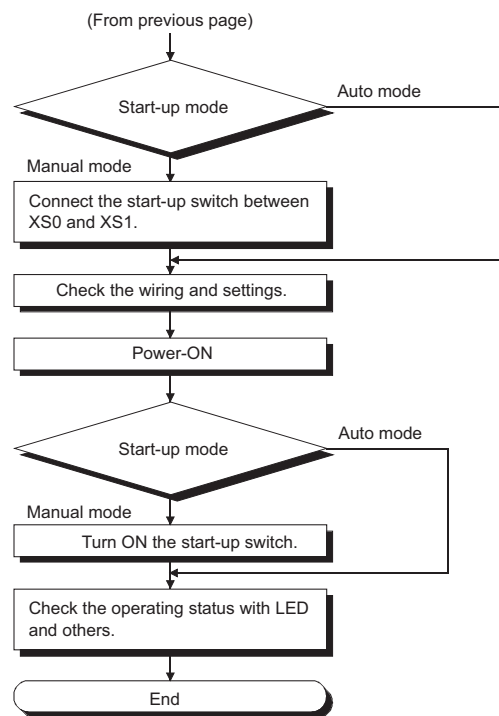 (From previous page)
Start-up mode
Auto mode
Manual mode
Connect the start-up switch between
XS0 and XS1.
Check the wiring and settings.
Power-ON
Start-up mode
Auto mode
Manual mode
Turn ON the start-up switch.
Check the operating status with LED
and others.
End